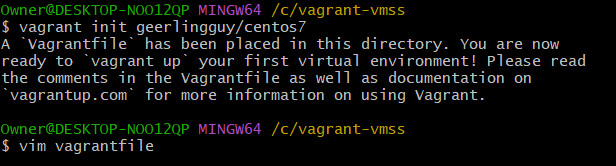 Owner@DESKTOP-NOO12QP MINGW64 /c/vagrant-vmss
$ vagrant init geerlingguy/centos7
A `Vagrantfile` has been placed in this directory. You are now
ready to `vagrant up` your first virtual environment! Please read
the comments in the Vagrantfile as well as documentation on
`vagrantup.com` for more information on using Vagrant.
Owner@DESKTOP-NOO12QP MINGW64 /c/vagrant-vmss
$ vim vagrantfile